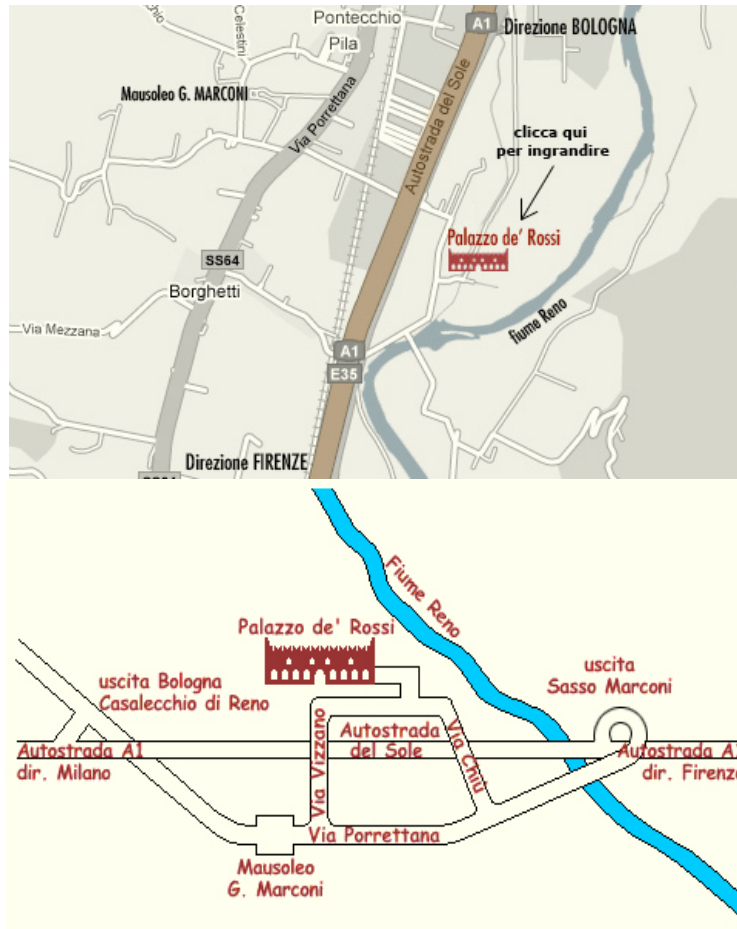 Pontecchio
Pila
A1
Direzione BOLOGNA
chio
Celestini
Mausoleo G. MARCONI
Via Porrettana
Autostrada del Sole
clicca qui
per ingrandire
Palazzo de' Rossi
SS64
Borghetti
Via Mezzana
fiume Reno
A1
E35
Direzione FIRENZE
Fiume Reno
Palazzo de' Rossi
uscita Bologna
Casalecchio di Reno
uscita
Sasso Marconi
Autostrada A1
dir. Milano
Autostrada
del Sole
Via Vizzano
Via Chiù
Autostrada A1
dir. Firenze
Via Porrettana
Mausoleo
G. Marconi